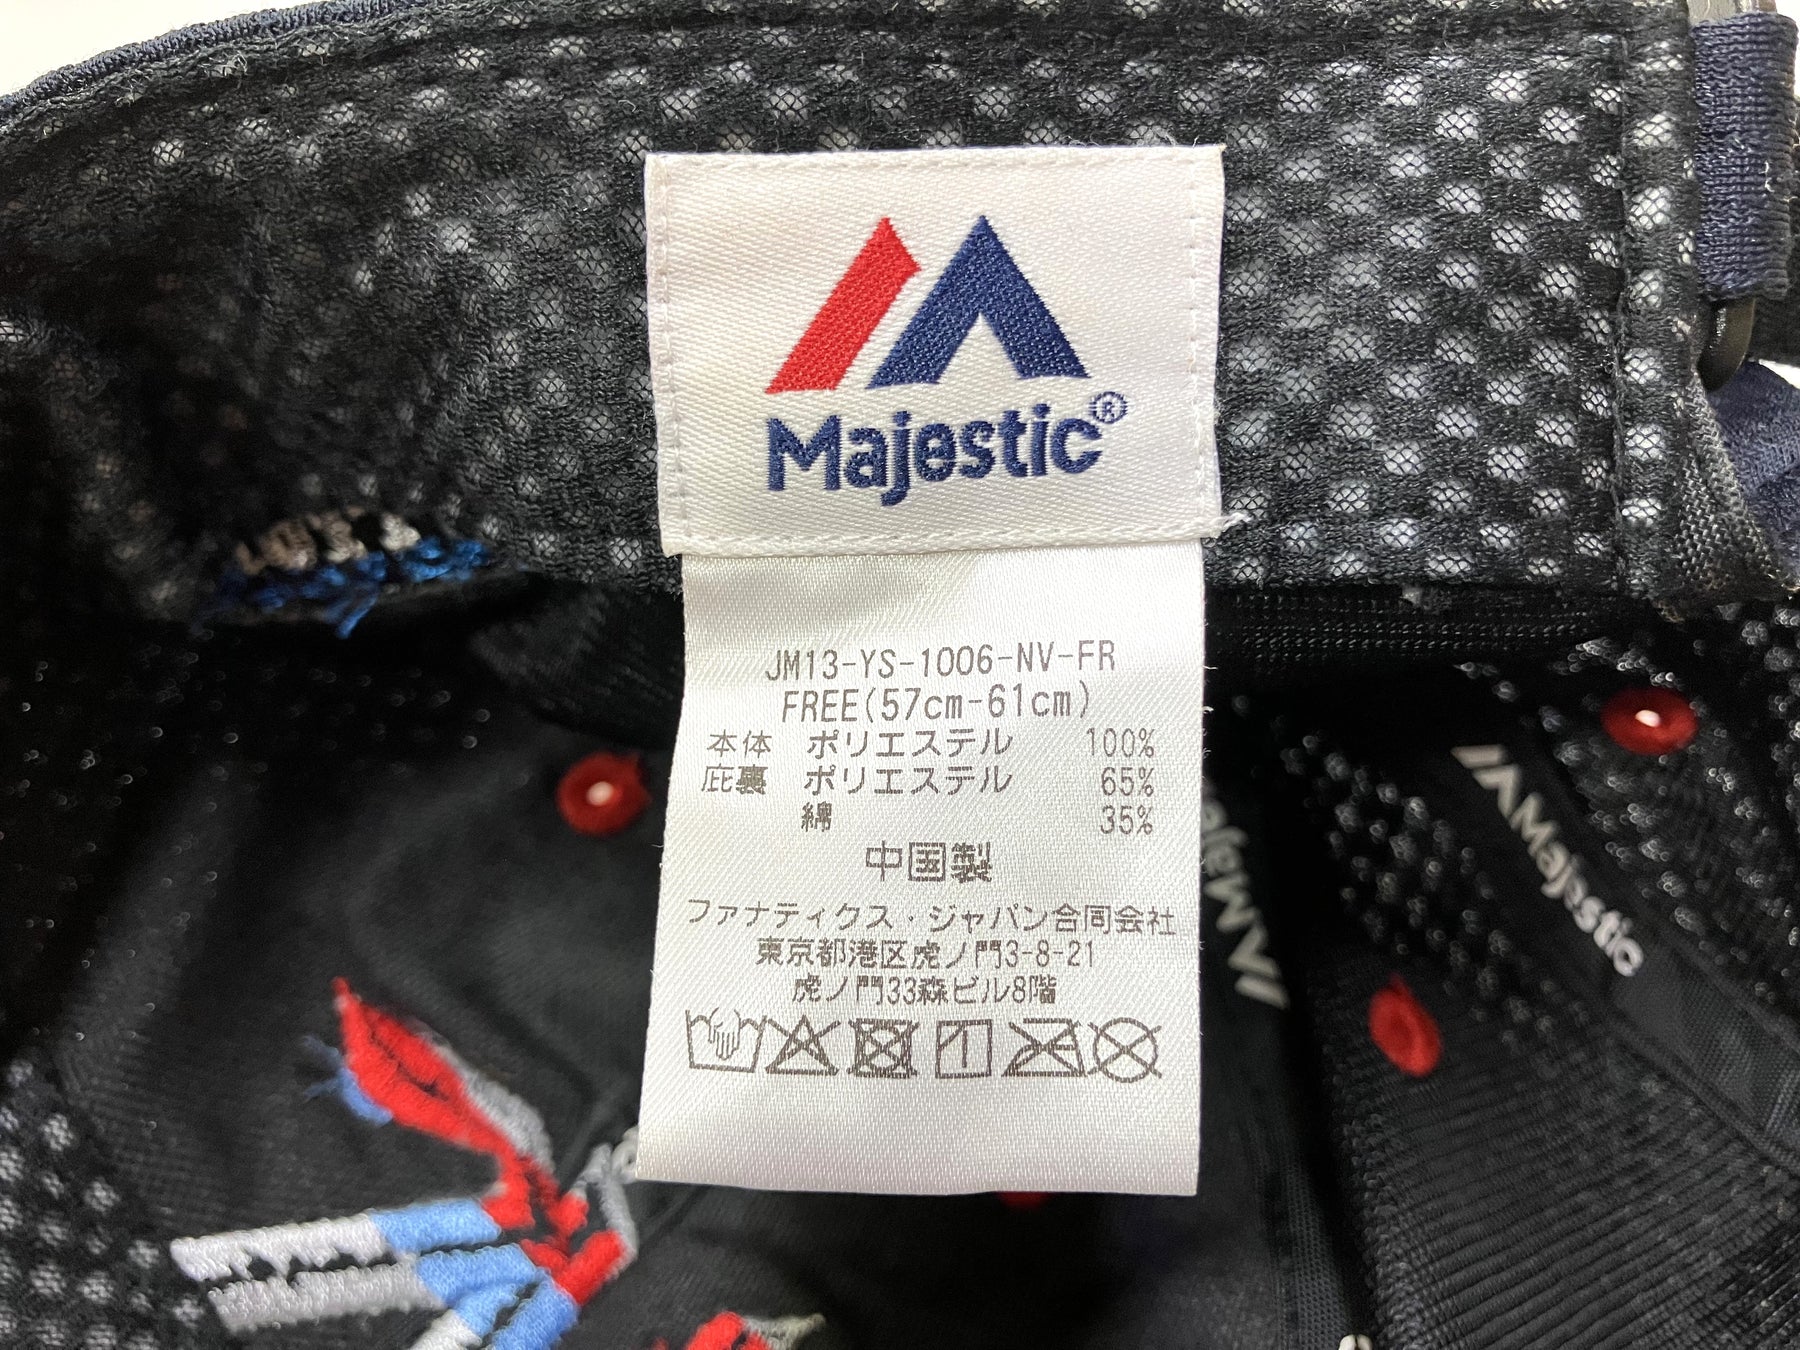 Majestic®
JM13-YS-1006-NV-FR
FREE(57cm-61cm)
本体 ポリエステル 100%
庇裏 ポリエステル 65%
綿 35%
中国製
ファナティクス・ジャパン合同会社
東京都港区虎ノ門3-8-21
虎ノ門33森ビル8階
1
Majestic